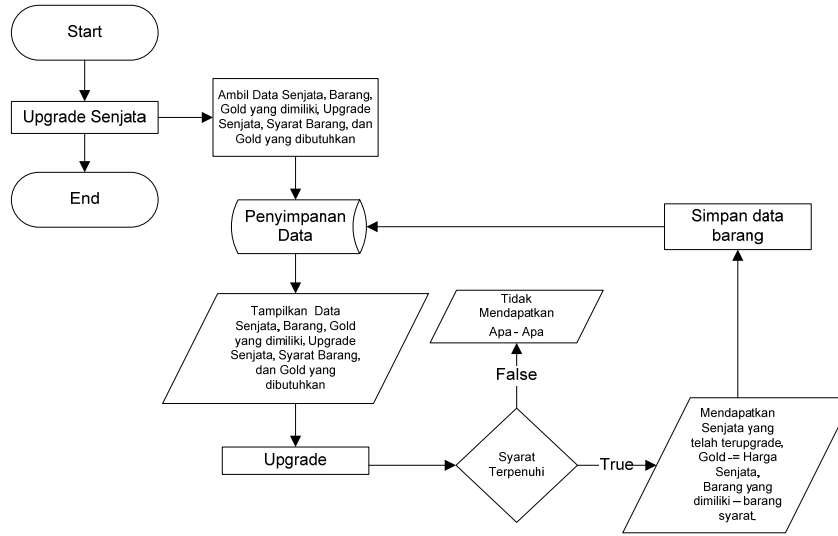 Start
Upgrade Senjata
End
Ambil Data Senjata, Barang,
Gold yang dimiliki, Upgrade
Senjata, Syarat Barang, dan
Gold yang dibutuhkan
Penyimpanan
Data
Simpan data
barang
Tampilkan Data
Senjata, Barang, Gold
yang dimiliki, Upgrade
Senjata, Syarat Barang,
dan Gold yang
dibutuhkan
Tidak
Mendapatkan
Apa - Apa
False
Upgrade
Syarat
Terpenuhi
True
Mendapatkan
Senjata yang
telah terupgrade,
Gold -= Harga
Senjata,
Barang yang
dimiliki – barang
syarat.